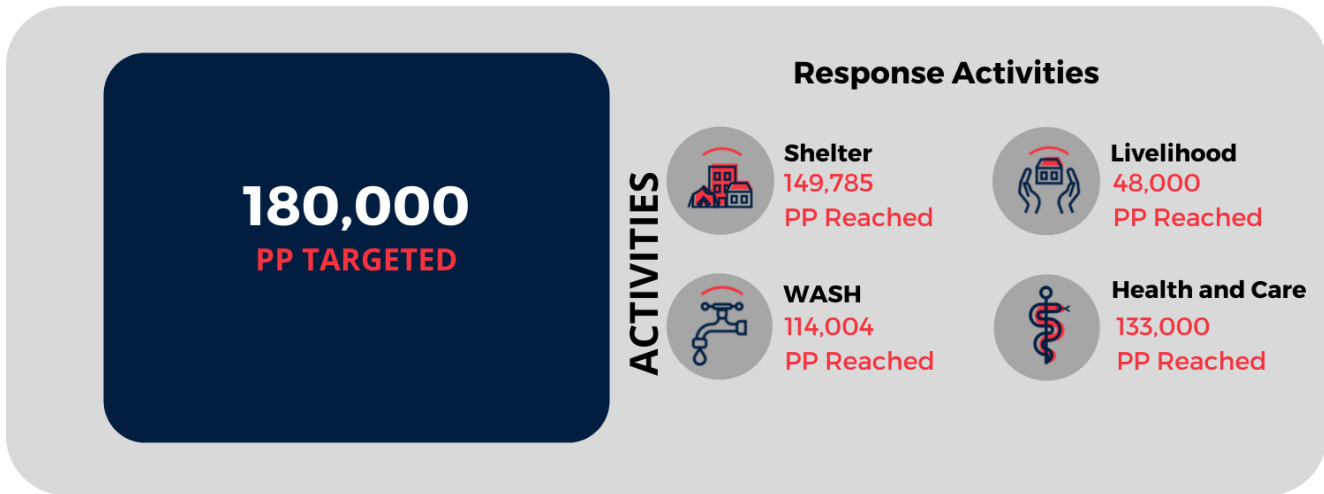 180,000
PP TARGETED
ACTIVITIES
Response Activities
Shelter
149,785
PP Reached
Livelihood
48,000
PP Reached
WASH
114,004
PP Reached
Health and Care
133,000
PP Reached